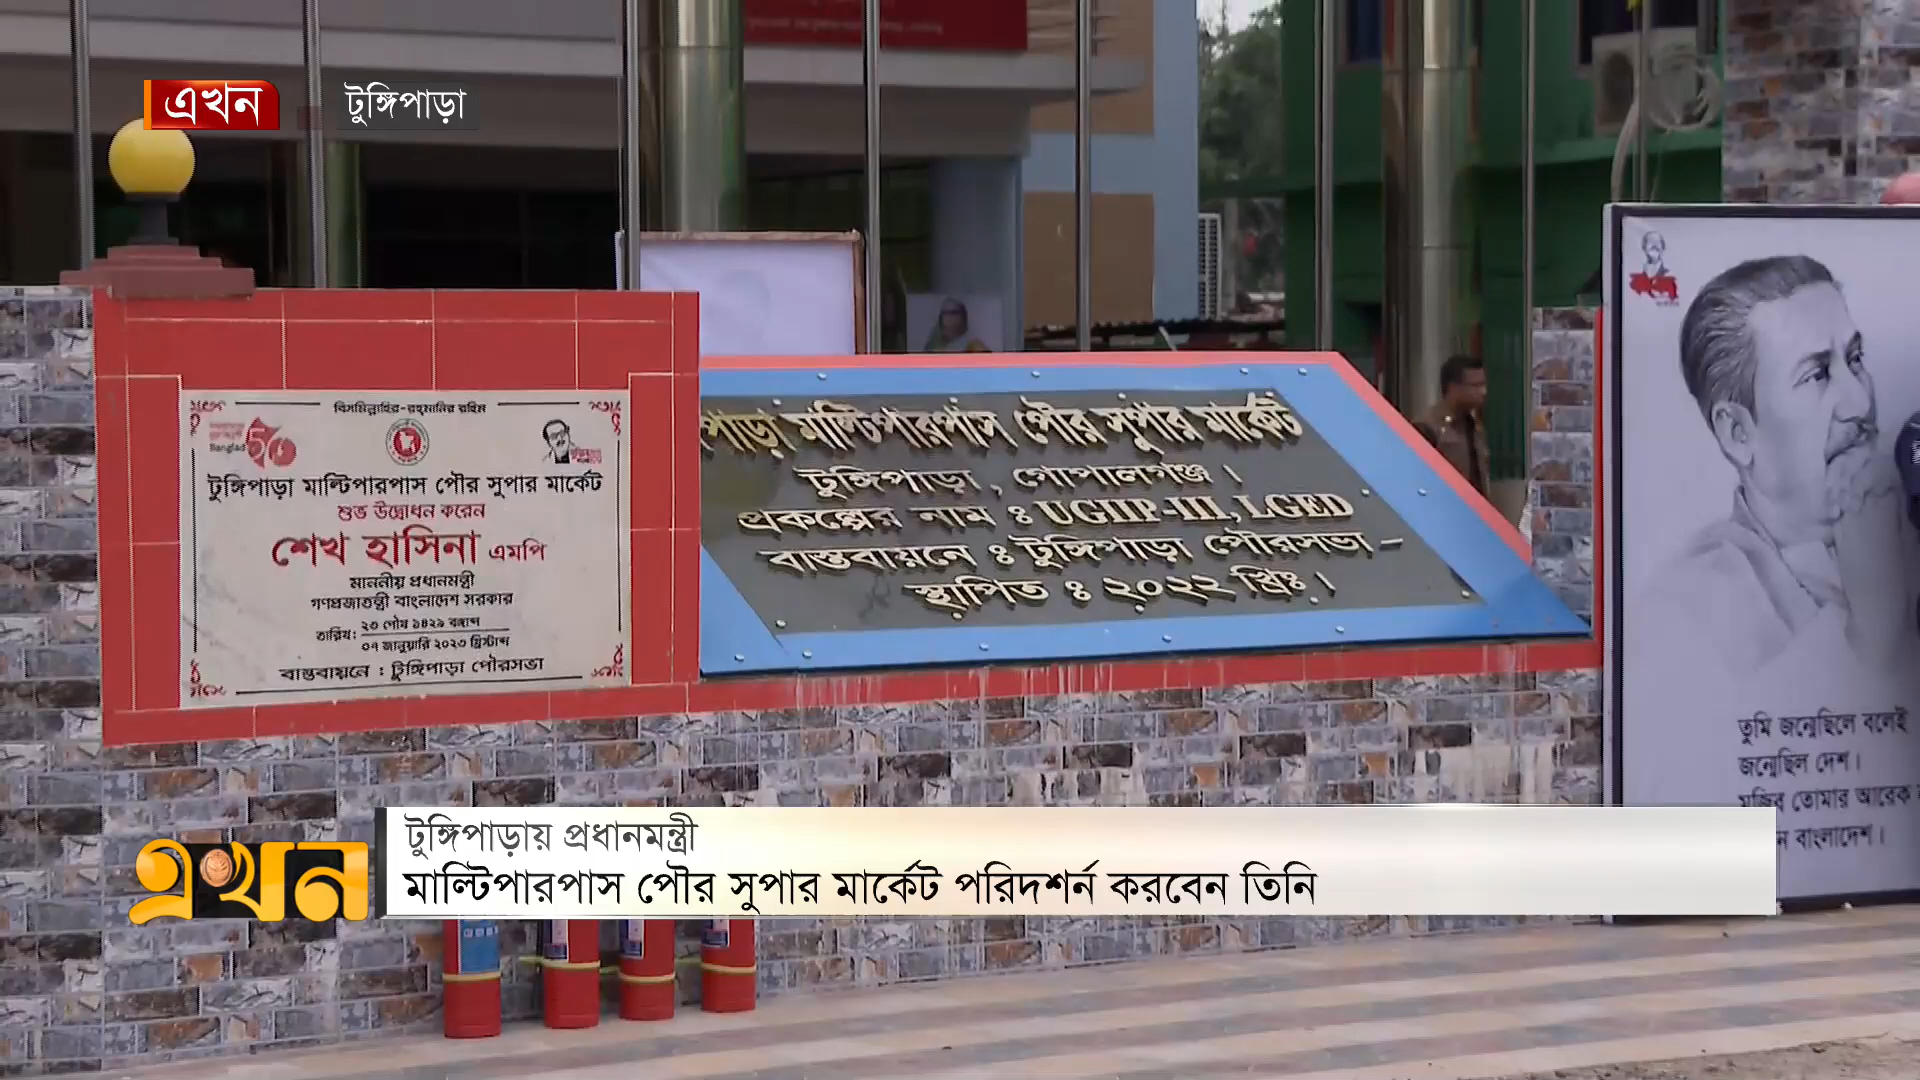 এখন
টুঙ্গিপাড়া
বিসমিল্লাহির-রহমানির রহিম
টুঙ্গিপাড়া মাল্টিপারপাস পৌর সুপার মার্কেট
শুভ উদ্বোধন করেন
শেখ হাসিনা এমপি
মাননীয় প্রধানমন্ত্রী
গণপ্রজাতন্ত্রী বাংলাদেশ সরকার
২৩ পৌষ ১৪২৯ বঙ্গাব্দ
তারিখ:
০৭ জানুয়ারি ২০২৩ খ্রিস্টাব্দ
বাস্তবায়নে : টুঙ্গিপাড়া পৌরসভা
পাড়া মাল্টিপারপাস পৌর সুপার মার্কেট
টুঙ্গিপাড়া, গোপালগঞ্জ।
প্রকল্পের নাম ঃ UGIIP-III, LGED
বাস্তবায়নে ঃ টুঙ্গিপাড়া পৌরসভা –
স্থাপিত ঃ ২০২২ খ্রিঃ।
তুমি জন্মেছিলে বলেই
জন্মেছিল দেশ।
মুজিব তোমার আরেক
বাংলাদেশ।
এখন
টুঙ্গিপাড়ায় প্রধানমন্ত্রী
মাল্টিপারপাস পৌর সুপার মার্কেট পরিদর্শন করবেন তিনি